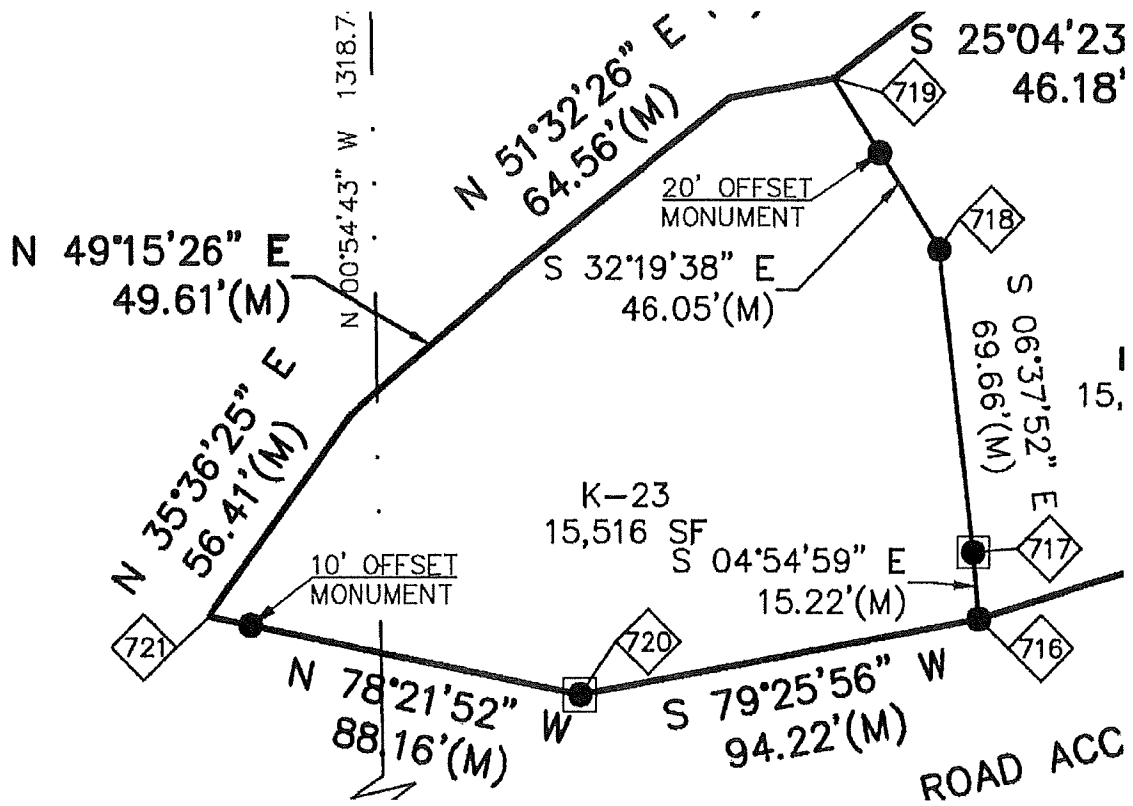 S 25°04'23
46.18'
719
N 51°32'26" E
64.56'(M)
N 00°54'43" W 1318.7
20' OFFSET
MONUMENT
718
N 49°15'26" E
49.61'(M)
S 32°19'38" E
46.05'(M)
S 06°37'52" E
69.66'(M)
15,
N 35°36'25" E
56.41'(M)
K-23
15,516 SF
S 04°54'59" E
15.22'(M)
717
10' OFFSET
MONUMENT
721
720
716
N 78°21'52" W
88.16'(M)
S 79°25'56" W
94.22'(M)
ROAD ACC